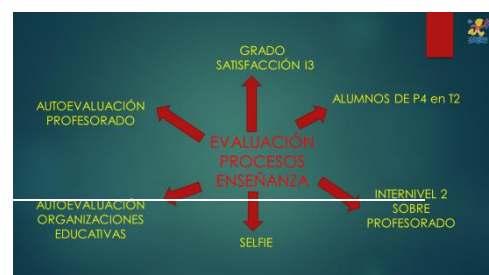 GRADO
SATISFACCIÓN I3
ALUMNOS DE P4 en T2
AUTOEVALUACIÓN
PROFESORADO
EVALUACIÓN
PROCESOS
ENSEÑANZA
INTERNIVEL 2
SOBRE
PROFESORADO
AUTOEVALUACIÓN
ORGANIZACIONES
EDUCATIVAS
SELFIE